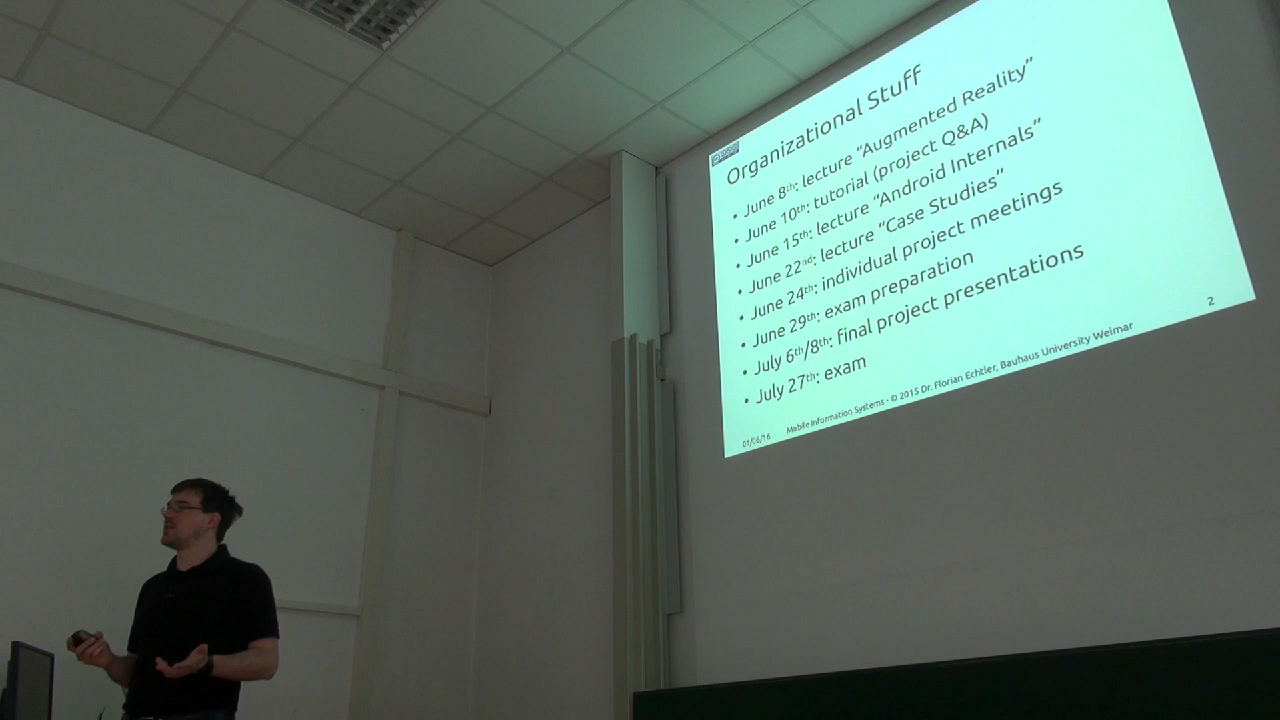 Organizational Stuff
• June 8th: lecture “Augmented Reality”
• June 10th: tutorial (project Q&A)
• June 15th: lecture “Android Internals”
• June 22nd: lecture “Case Studies”
• June 24th: individual project meetings
• June 29th: exam preparation
• July 6th/8th: final project presentations
• July 27th: exam
01/06/16 Mobile Information Systems - © 2015 Dr. Florian Echtler, Bauhaus University Weimar 2